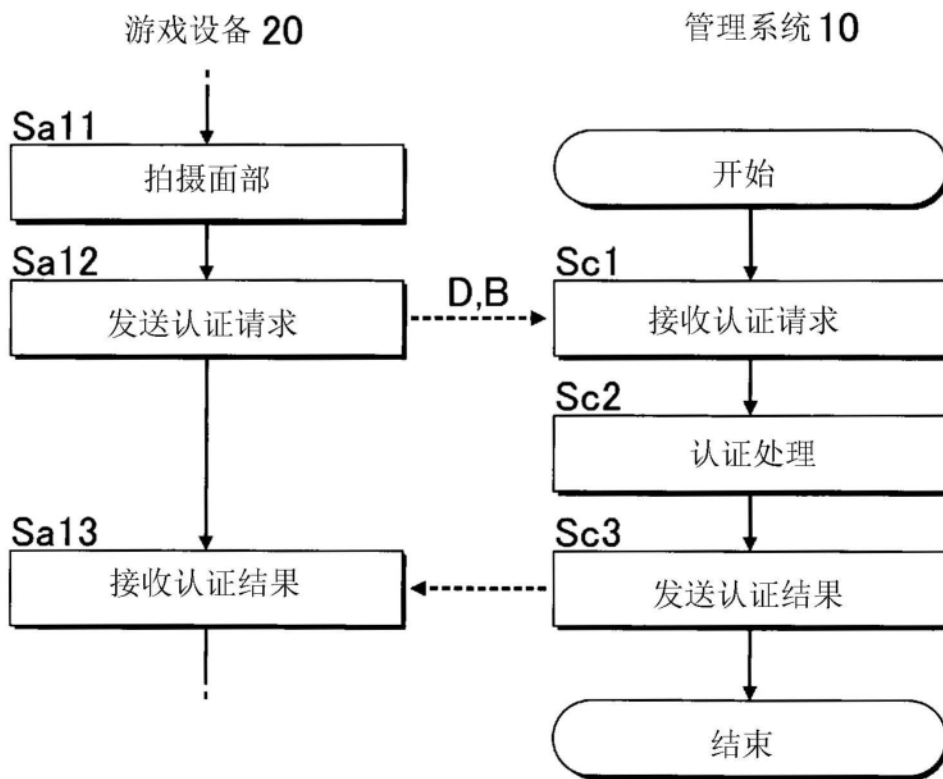 游戏设备 20
管理系统 10
Sa11
拍摄面部
开始
Sa12
发送认证请求
D,B
Sc1
接收认证请求
Sc2
认证处理
Sa13
接收认证结果
Sc3
发送认证结果
结束